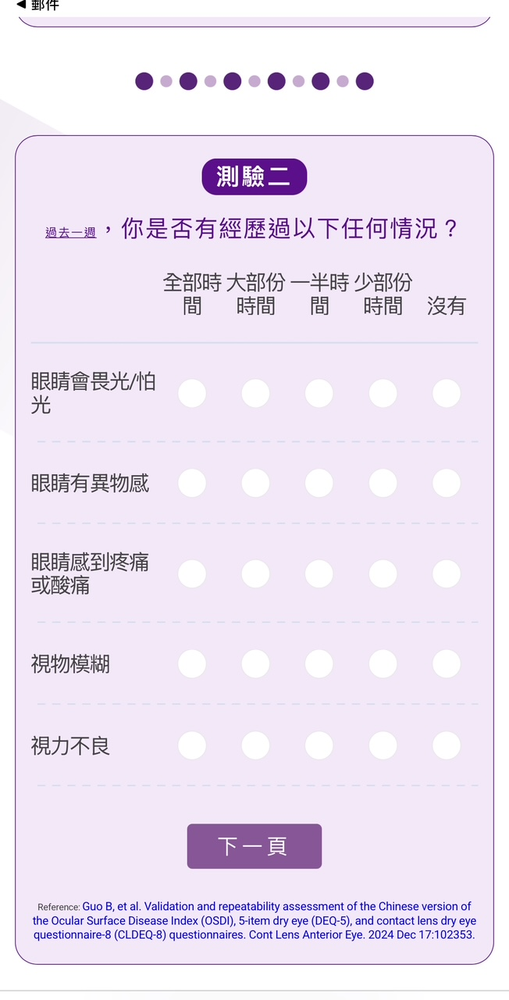 ◀ 郵件
測驗二
過去一週，你是否有經歷過以下任何情況？
全部時間 大部份時間 一半時間 少部份時間 沒有
眼睛會畏光/怕
光
眼睛有異物感
眼睛感到疼痛
或酸痛
視物模糊
視力不良
下一頁
Reference: Guo B, et al. Validation and repeatability assessment of the Chinese version of
the Ocular Surface Disease Index (OSDI), 5-item dry eye (DEQ-5), and contact lens dry eye
questionnaire-8 (CLDEQ-8) questionnaires. Cont Lens Anterior Eye. 2024 Dec 17:102353.